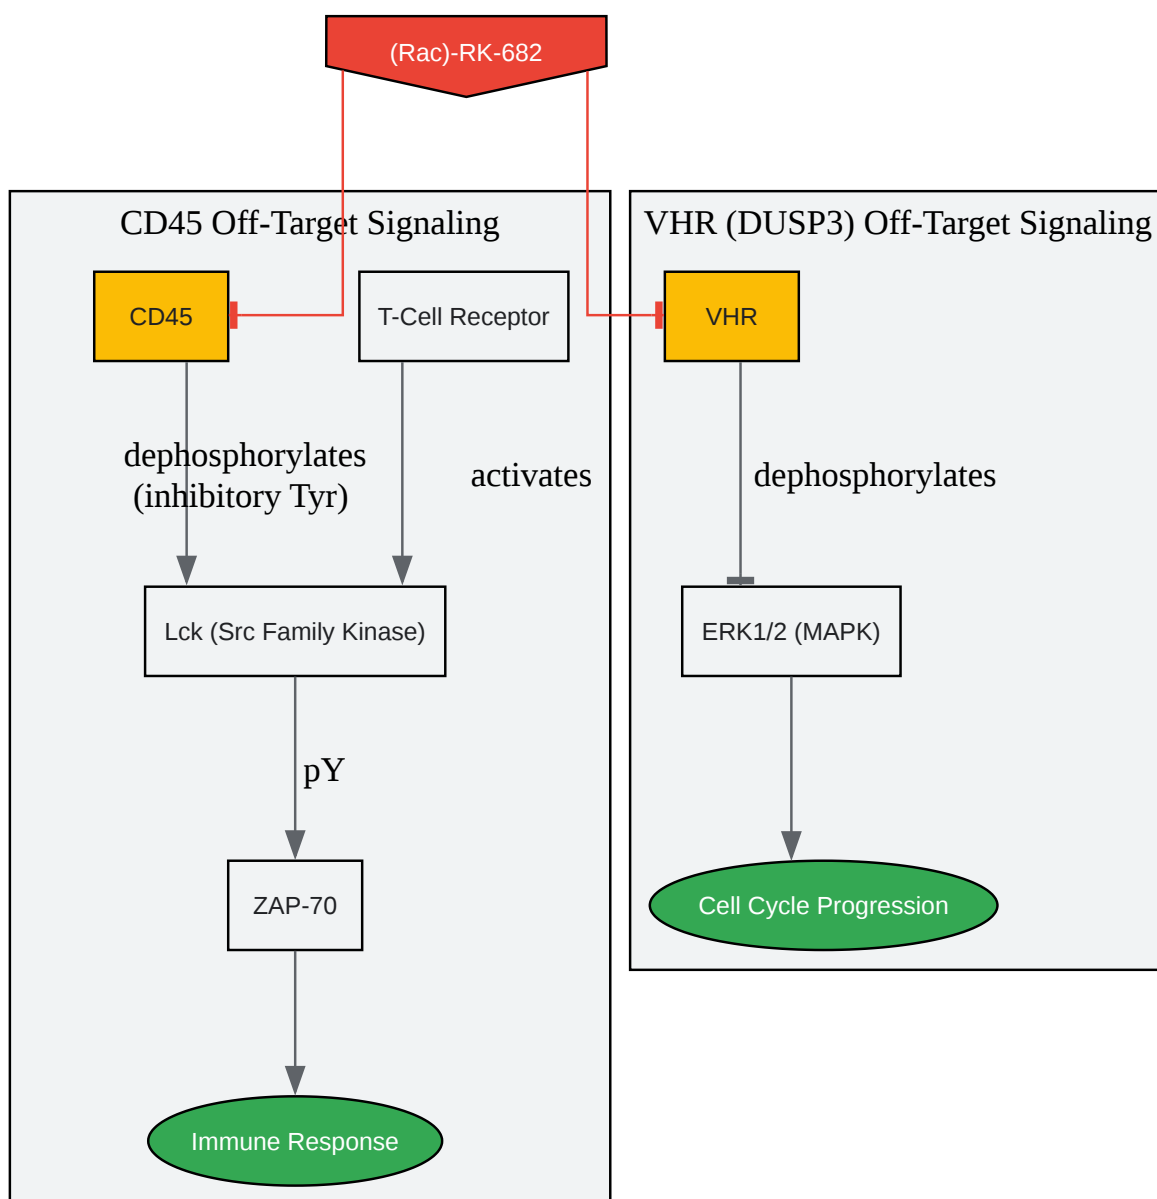 (Rac)-RK-682
CD45 Off-Target Signaling
VHR (DUSP3) Off-Target Signaling
CD45
T-Cell Receptor
VHR
dephosphorylates
(inhibitory Tyr)
activates
dephosphorylates
Lck (Src Family Kinase)
ERK1/2 (MAPK)
pY
ZAP-70
Cell Cycle Progression
Immune Response